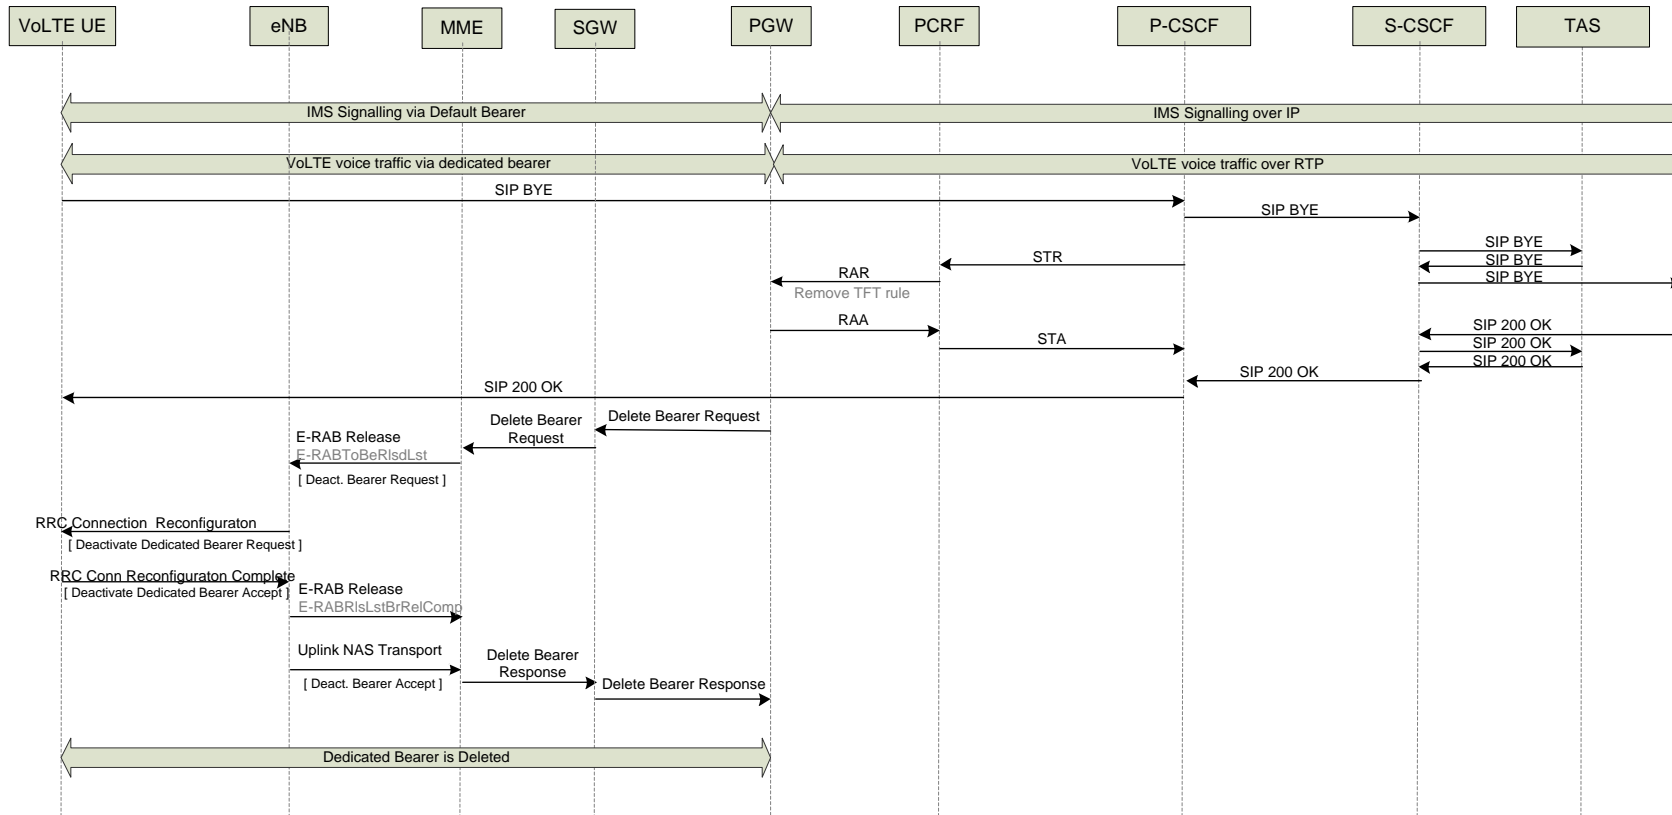 VoLTE UE
eNB
MME
SGW
PGW
PCRF
P-CSCF
S-CSCF
TAS
IMS Signalling via Default Bearer
IMS Signalling over IP
VoLTE voice traffic via dedicated bearer
VoLTE voice traffic over RTP
SIP BYE
SIP BYE
SIP BYE
STR
SIP BYE
RAR
SIP BYE
Remove TFT rule
RAA
SIP 200 OK
STA
SIP 200 OK
SIP 200 OK
SIP 200 OK
SIP 200 OK
Delete Bearer Request
Delete Bearer
Request
E-RAB Release
E-RABToBeRlsdLst
[ Deact. Bearer Request ]
RRC Connection Reconfiguraton
[ Deactivate Dedicated Bearer Request ]
RRC Conn Reconfiguraton Complete
[ Deactivate Dedicated Bearer Accept ]
E-RAB Release
E-RABRlsLstBrRelComp
Uplink NAS Transport
[ Deact. Bearer Accept ]
Delete Bearer
Response
Delete Bearer Response
Dedicated Bearer is Deleted